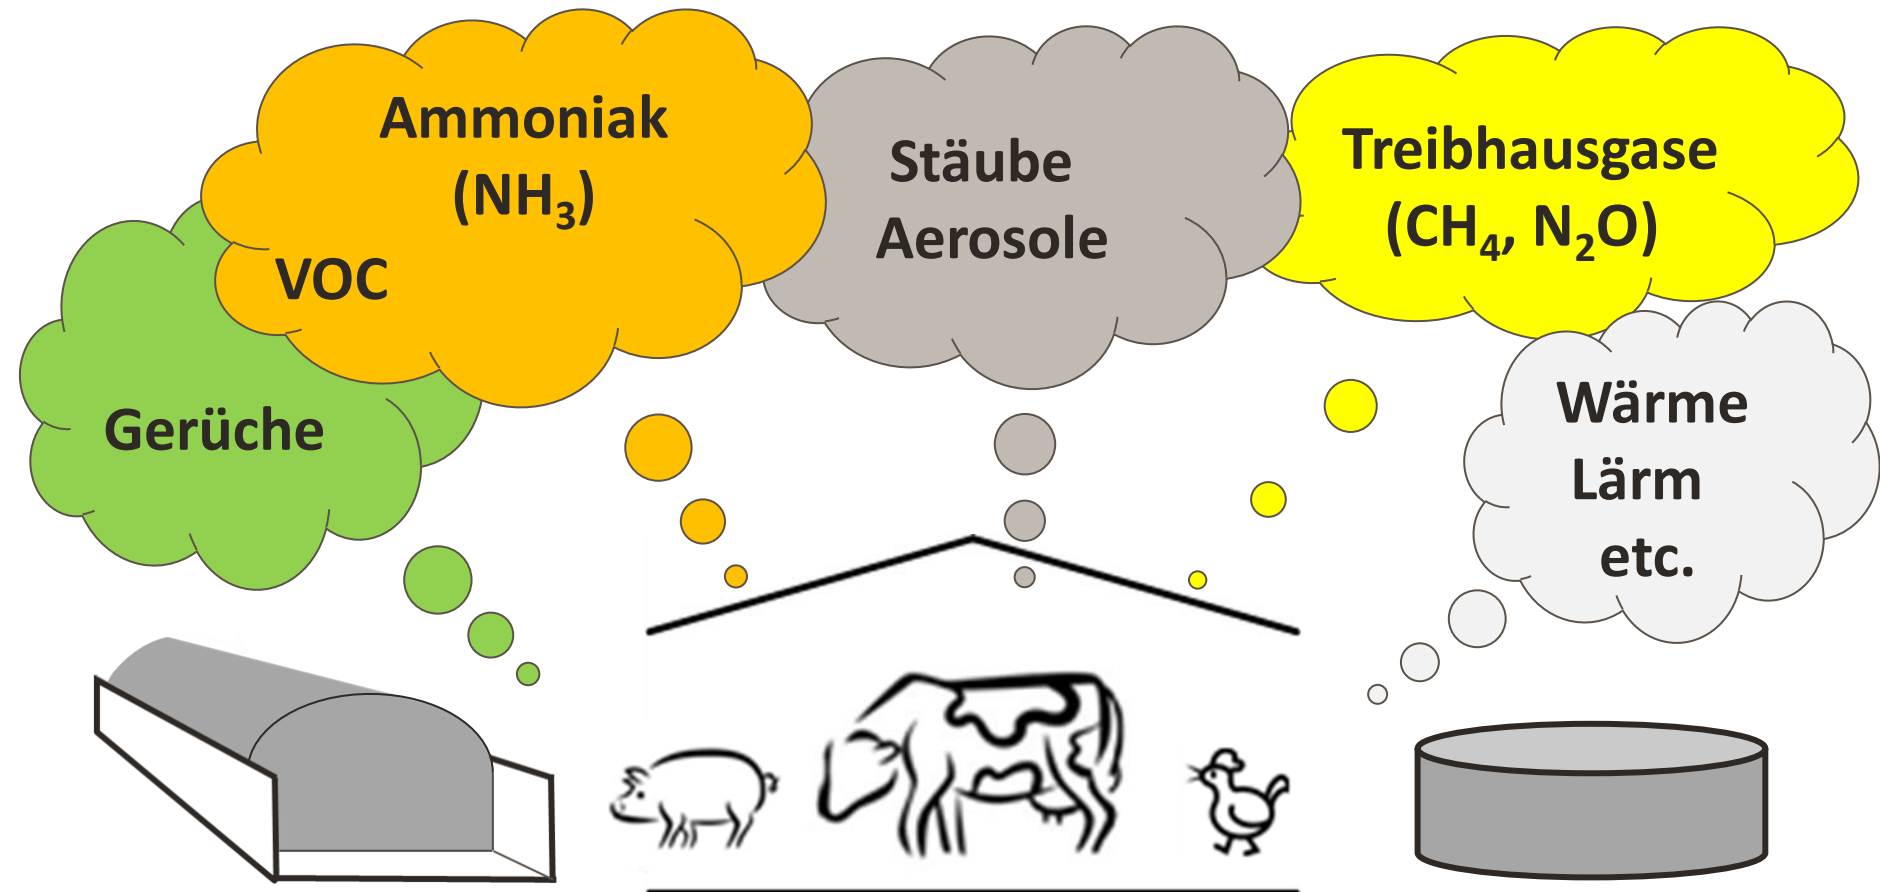 Ammoniak
(NH₃)
VOC
Gerüche
Stäube
Aerosole
Treibhausgase
(CH₄, N₂O)
Wärme
Lärm
etc.